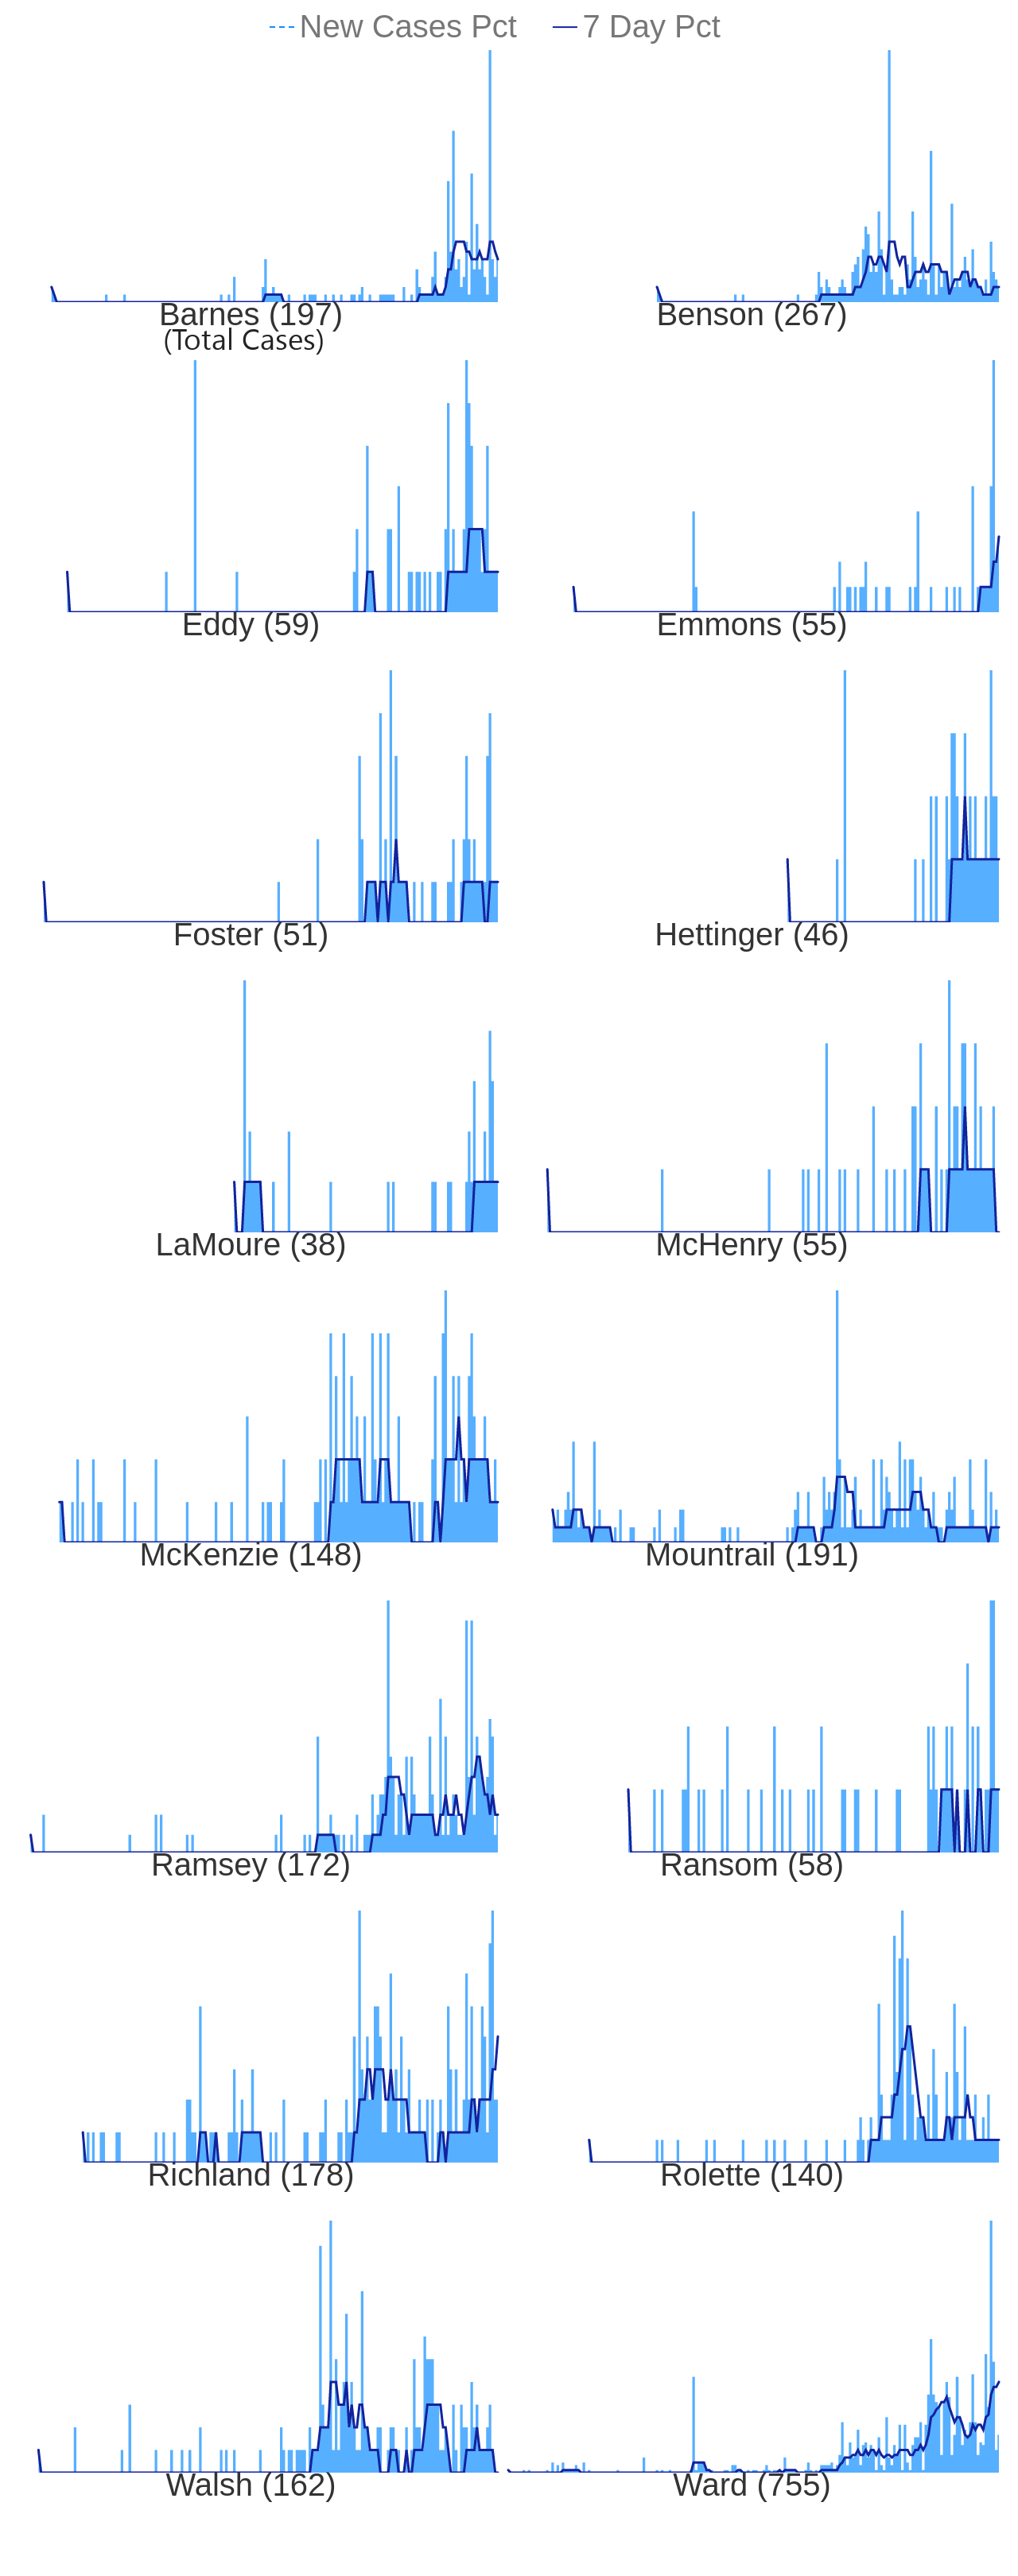 New Cases Pct 7 Day Pct
Barnes (197) Benson (267)
(Total Cases)
Eddy (59) Emmons (55)
Foster (51) Hettinger (46)
LaMoure (38) McHenry (55)
McKenzie (148) Mountrail (191)
Ramsey (172) Ransom (58)
Richland (178) Rolette (140)
Walsh (162) Ward (755)